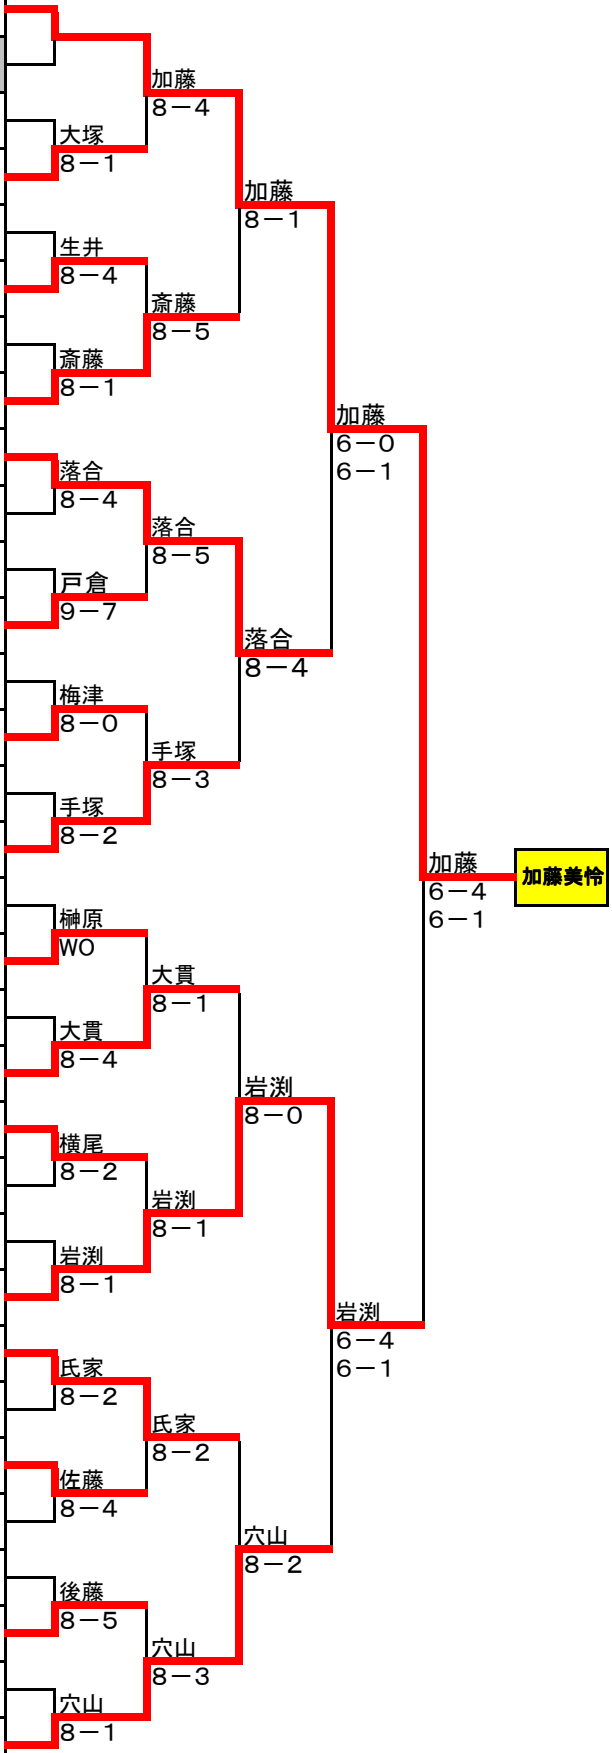 加藤
8－4
大塚
8－1
加藤
8－1
生井
8－4
斎藤
8－5
斎藤
8－1
加藤
6－0
6－1
落合
8－4
落合
8－5
戸倉
9－7
落合
8－4
梅津
8－0
手塚
8－3
手塚
8－2
加藤
6－4
6－1
加藤美怜
榊原
WO
大貫
8－1
大貫
8－4
岩渕
8－0
横尾
8－2
岩渕
8－1
岩渕
8－1
岩渕
6－4
6－1
氏家
8－2
氏家
8－2
佐藤
8－4
穴山
8－2
後藤
8－5
穴山
8－3
穴山
8－1